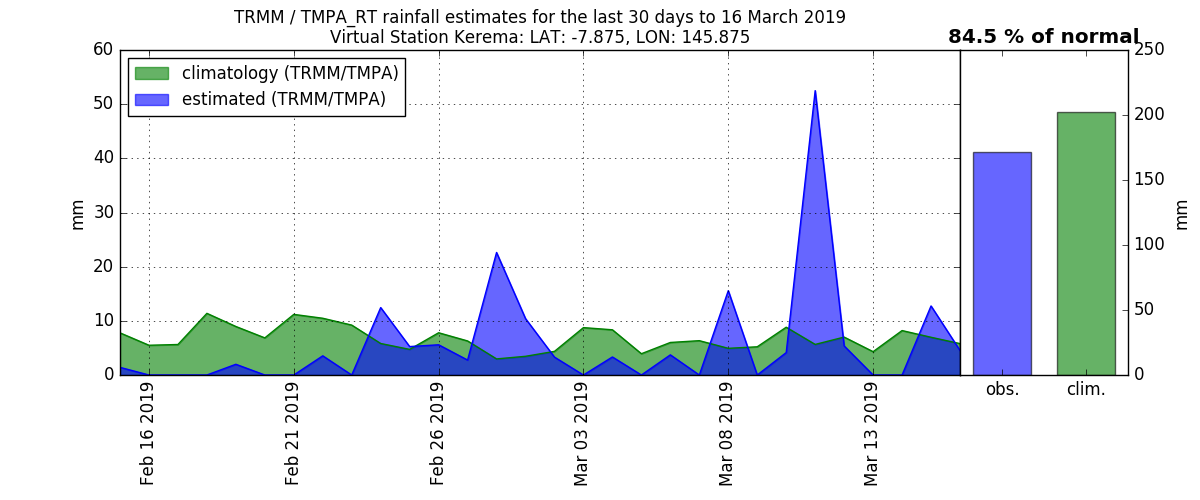 TRMM / TMPA_RT rainfall estimates for the last 30 days to 16 March 2019
Virtual Station Kerema: LAT: -7.875, LON: 145.875
84.5 % of normal
climatology (TRMM/TMPA)
estimated (TRMM/TMPA)
60
50
40
30
20
10
0
mm
Feb 16 2019
Feb 21 2019
Feb 26 2019
Mar 03 2019
Mar 08 2019
Mar 13 2019
250
200
150
100
50
0
mm
obs.
clim.